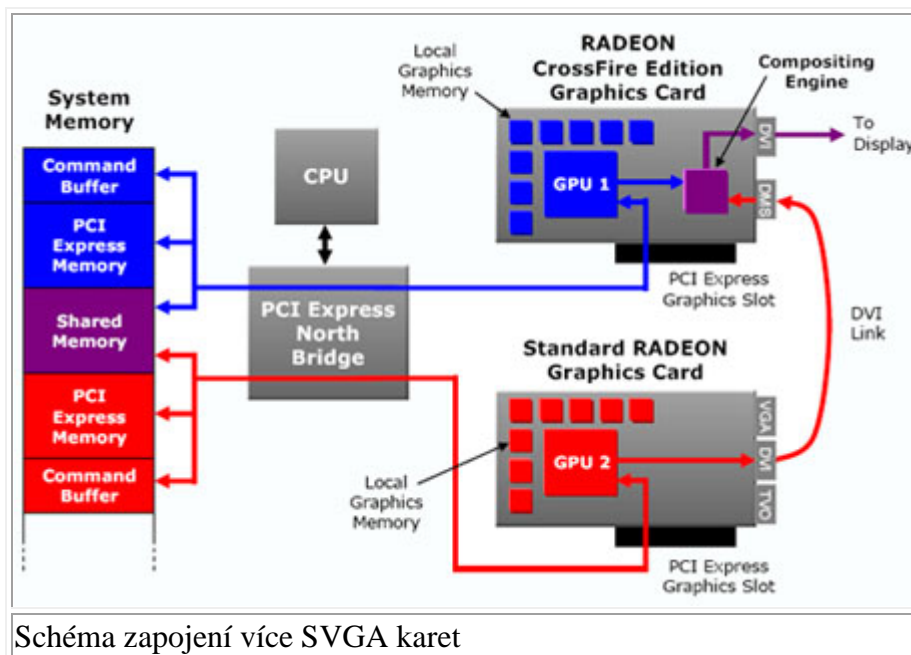 System
Memory
Command
Buffer
PCI
Express
Memory
Shared
Memory
PCI
Express
Memory
Command
Buffer
CPU
PCI Express
North
Bridge
Local
Graphics
Memory
RADEON
CrossFire Edition
Graphics Card
Compositing
Engine
GPU 1
DVI
DMS
To
Display
PCI Express
Graphics Slot
DVI
Link
Standard RADEON
Graphics Card
GPU 2
VGA
DVI
TVO
Local
Graphics
Memory
PCI Express
Graphics Slot
Schéma zapojení více SVGA karet